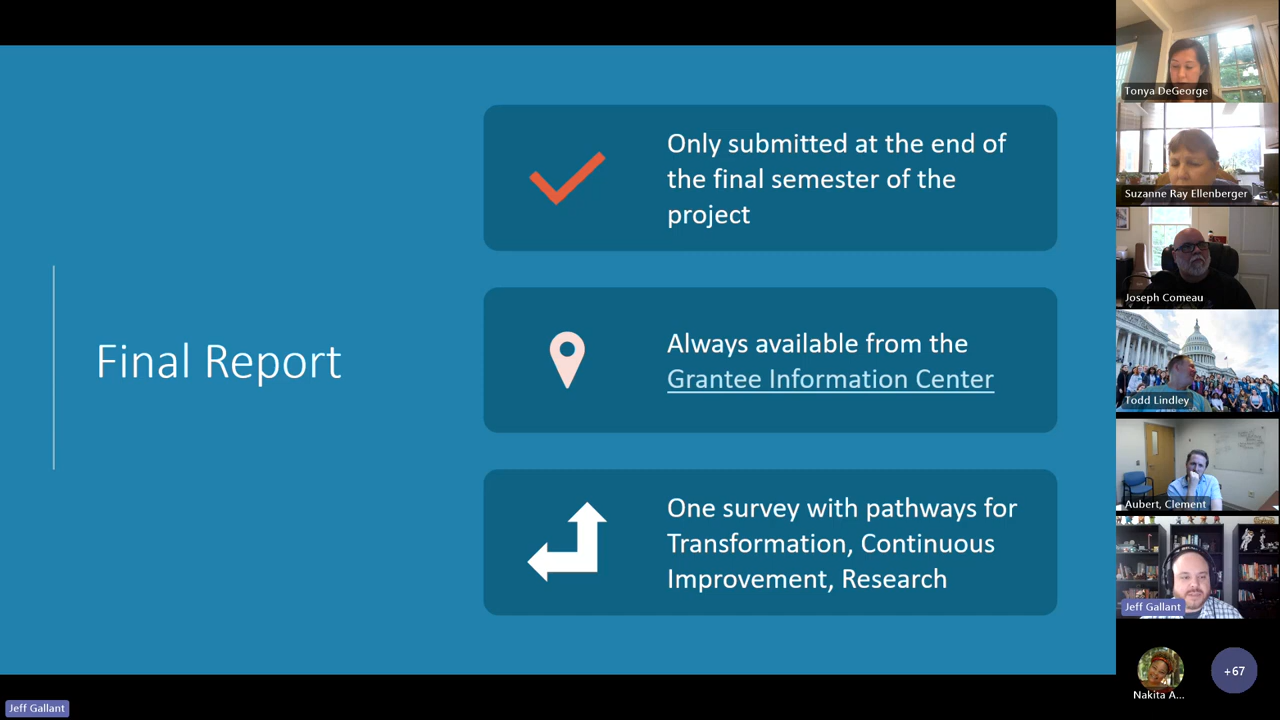 Final Report
Only submitted at the end of
the final semester of the
project
Always available from the
Grantee Information Center
One survey with pathways for
Transformation, Continuous
Improvement, Research
Tonya DeGeorge
Suzanne Ray Ellenberger
Joseph Comeau
Todd Lindley
Aubert, Clement
Jeff Gallant
Nakita A...
+67
Jeff Gallant